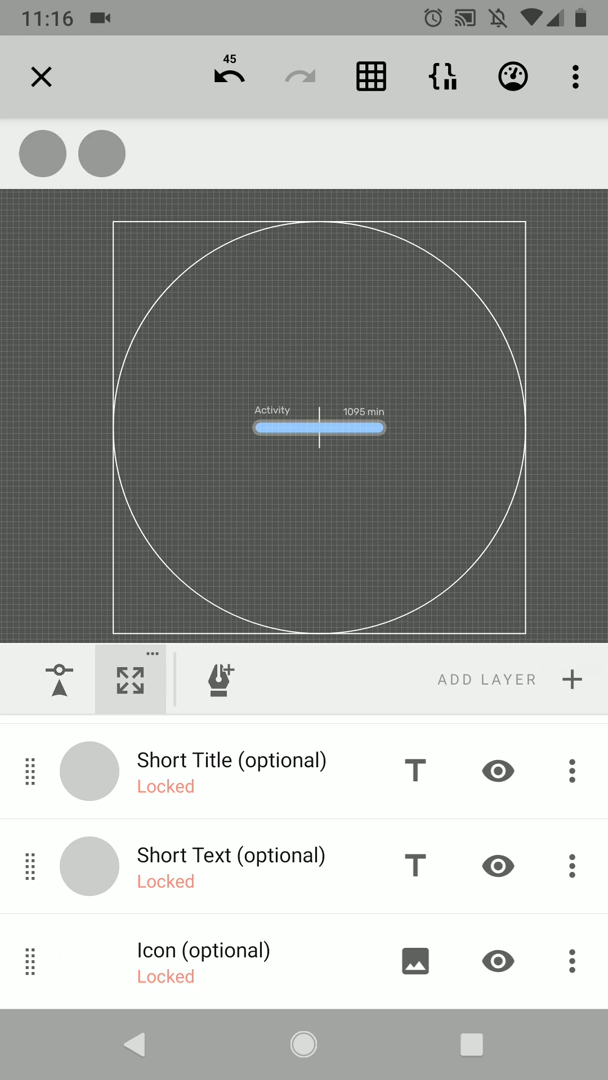 11:16
45
Activity
1095 min
ADD LAYER
Short Title (optional)
Locked
Short Text (optional)
Locked
Icon (optional)
Locked